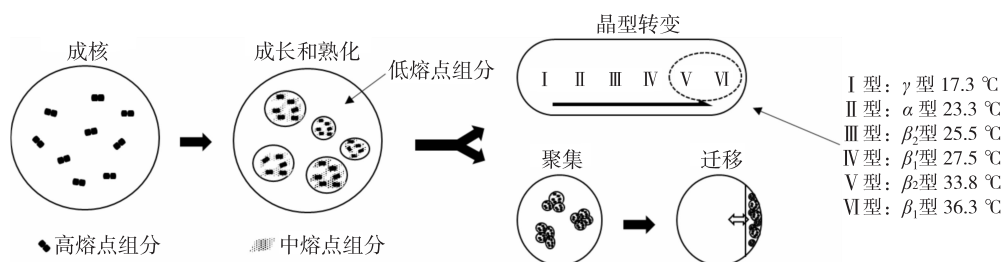 成核
成长和熟化
低熔点组分
晶型转变
Ⅰ Ⅱ Ⅲ Ⅳ Ⅴ Ⅵ
Ⅰ型：γ型 17.3 ℃
Ⅱ型：α型 23.3 ℃
Ⅲ型：β₂′型 25.5 ℃
Ⅳ型：β₁′型 27.5 ℃
Ⅴ型：β₂型 33.8 ℃
Ⅵ型：β₁型 36.3 ℃
聚集
迁移
高熔点组分
中熔点组分